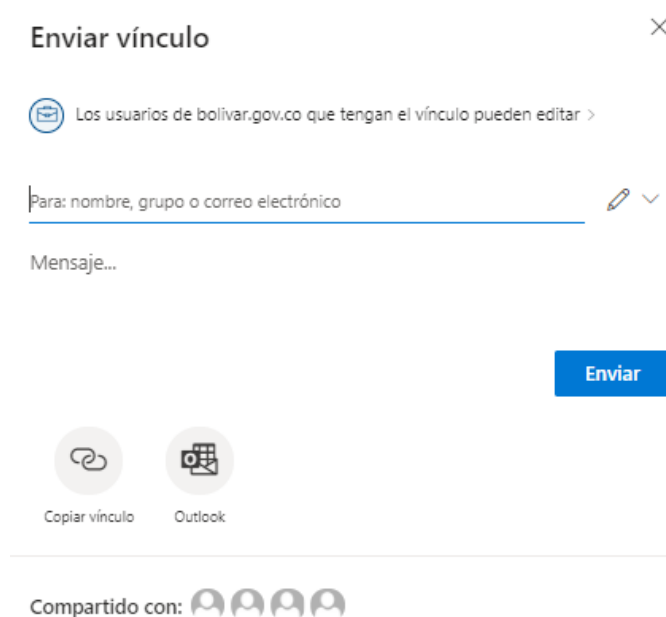 Enviar vínculo
Los usuarios de bolivar.gov.co que tengan el vínculo pueden editar
Para: nombre, grupo o correo electrónico
Mensaje...
Enviar
Copiar vínculo
Outlook
Compartido con: